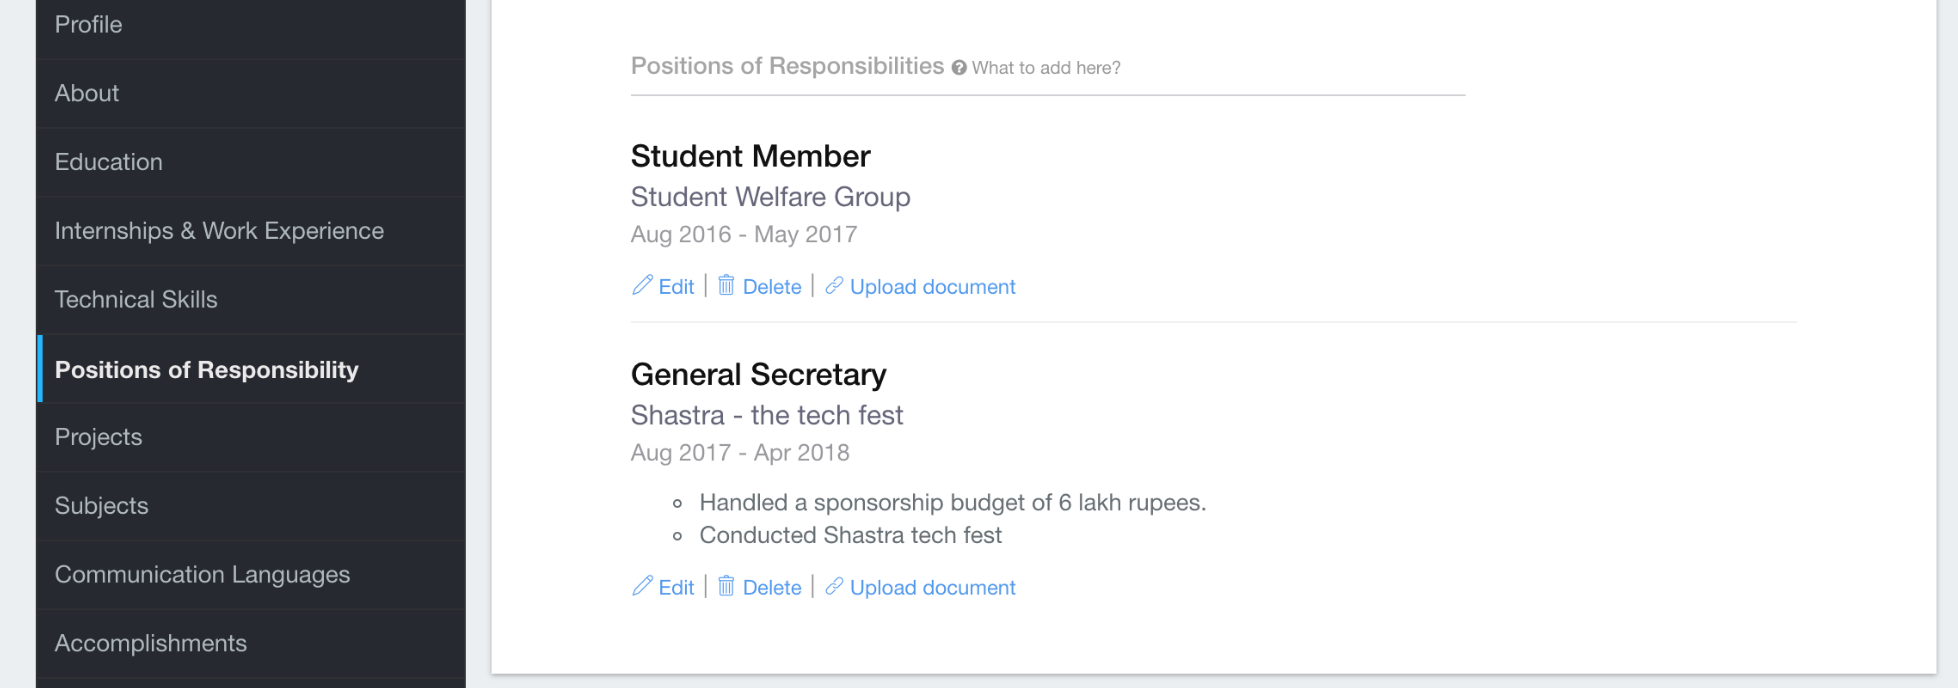 Profile
About
Education
Internships & Work Experience
Technical Skills
Positions of Responsibility
Projects
Subjects
Communication Languages
Accomplishments
Positions of Responsibilities ? What to add here?
Student Member
Student Welfare Group
Aug 2016 - May 2017
Edit | Delete | Upload document
General Secretary
Shastra - the tech fest
Aug 2017 - Apr 2018
Handled a sponsorship budget of 6 lakh rupees.
Conducted Shastra tech fest
Edit | Delete | Upload document